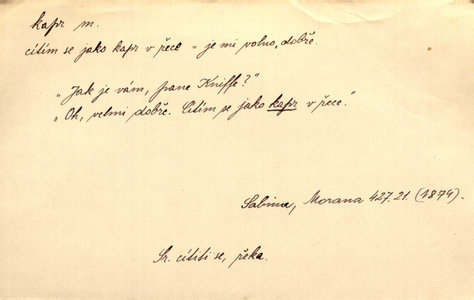 kapr m.
cítím se jako kapr v řece - je mi volno, dobře.
„Jak je vám, pane Kniffe?"
„Oh, velmi dobře. Cítím se jako kapr v řece."
Sabina, Morana 427.21. (1874).
Sr. cítiti se, řeka.